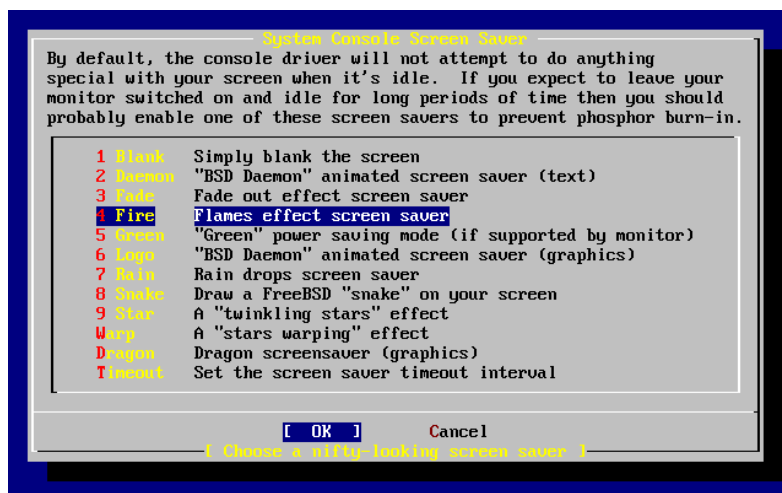 System Console Screen Saver
By default, the console driver will not attempt to do anything
special with your screen when it's idle.  If you expect to leave your
monitor switched on and idle for long periods of time then you should
probably enable one of these screen savers to prevent phosphor burn-in.
1 Blank Simply blank the screen
2 Daemon "BSD Daemon" animated screen saver (text)
3 Fade Fade out effect screen saver
4 Fire Flames effect screen saver
5 Green "Green" power saving mode (if supported by monitor)
6 Logo "BSD Daemon" animated screen saver (graphics)
7 Rain Rain drops screen saver
8 Snake Draw a FreeBSD "snake" on your screen
9 Star A "twinkling stars" effect
Warp A "stars warping" effect
Dragon Dragon screensaver (graphics)
Timeout Set the screen saver timeout interval
[ OK ] Cancel
[ Choose a nifty-looking screen saver ]